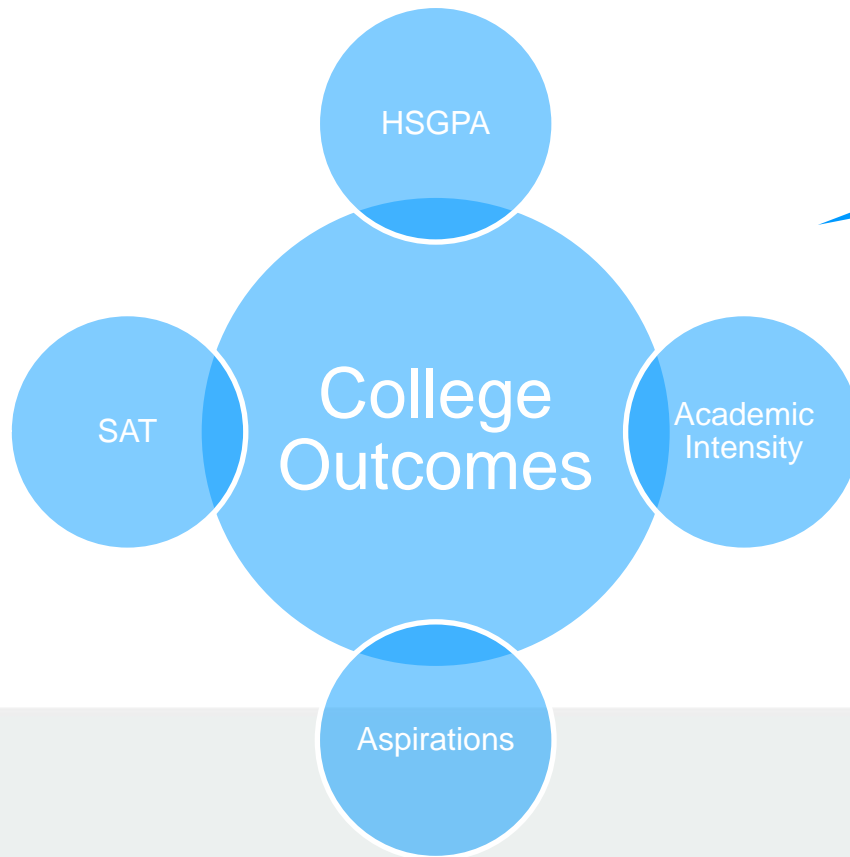 HSGPA
SAT
College
Outcomes
Academic
Intensity
Aspirations